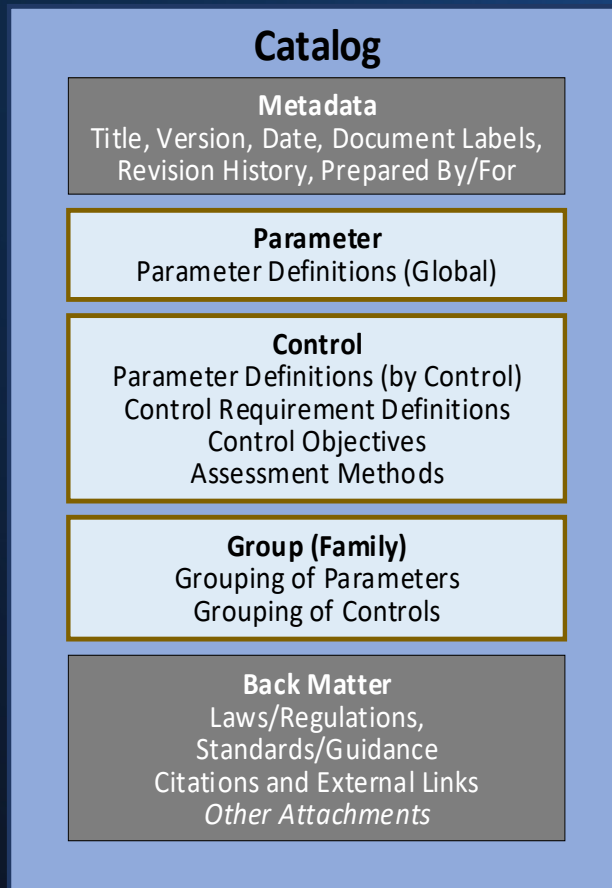 Catalog
Metadata
Title, Version, Date, Document Labels,
Revision History, Prepared By/For
Parameter
Parameter Definitions (Global)
Control
Parameter Definitions (by Control)
Control Requirement Definitions
Control Objectives
Assessment Methods
Group (Family)
Grouping of Parameters
Grouping of Controls
Back Matter
Laws/Regulations,
Standards/Guidance
Citations and External Links
Other Attachments